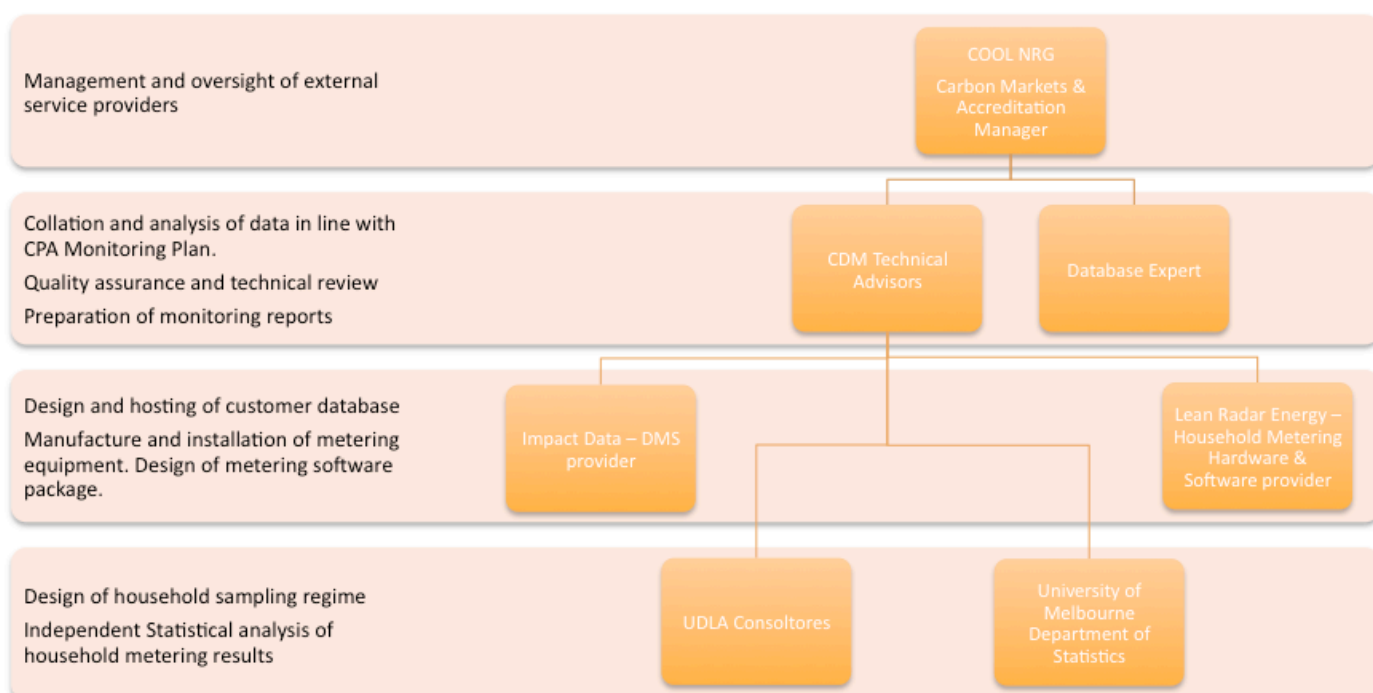 Management and oversight of external
service providers
COOL NRG
Carbon Markets &
Accreditation
Manager
Collation and analysis of data in line with
CPA Monitoring Plan.
Quality assurance and technical review
Preparation of monitoring reports
CDM Technical
Advisors
Database Expert
Design and hosting of customer database
Manufacture and installation of metering
equipment. Design of metering software
package.
Impact Data – DMS
provider
Lean Radar Energy –
Household Metering
Hardware &
Software provider
Design of household sampling regime
Independent Statistical analysis of
household metering results
UDLA Consoltores
University of
Melbourne
Department of
Statistics